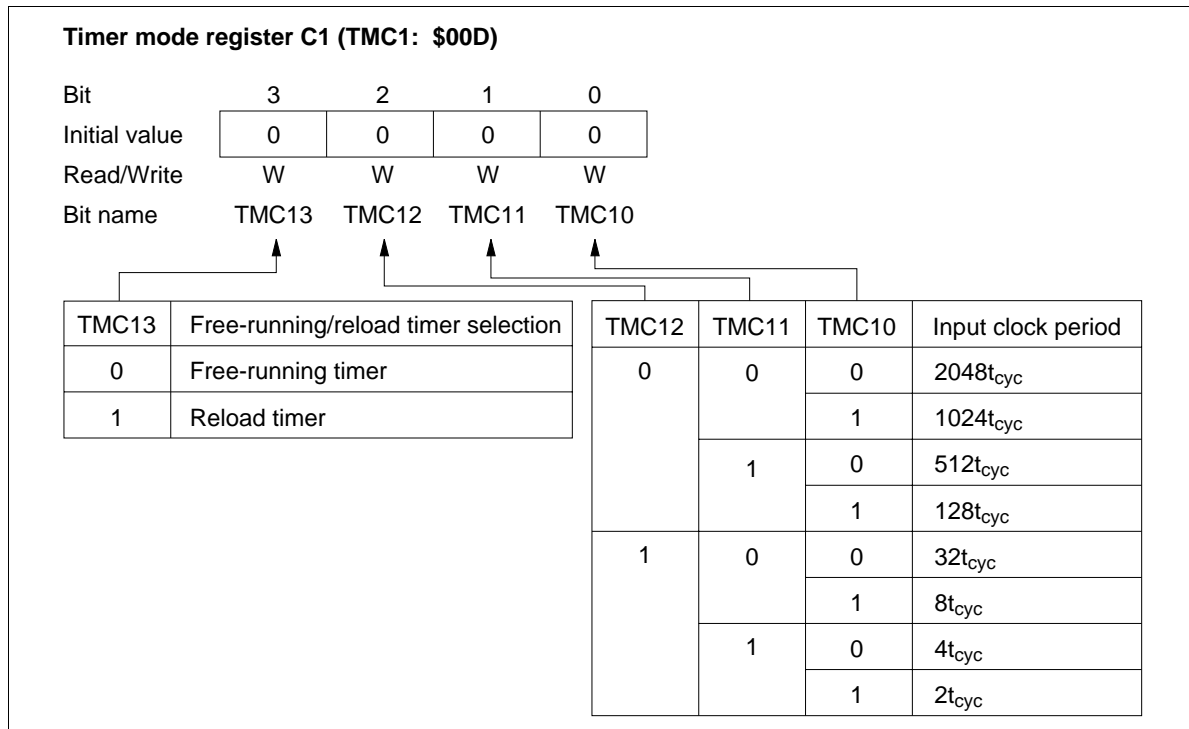 Timer mode register C1 (TMC1: $00D)
Bit 3 2 1 0
Initial value 0 0 0 0
Read/Write W W W W
Bit name TMC13 TMC12 TMC11 TMC10
TMC13 Free-running/reload timer selection
0 Free-running timer
1 Reload timer
TMC12 TMC11 TMC10 Input clock period
0 0 0 2048tcyc
1 1024tcyc
1 0 512tcyc
1 128tcyc
1 0 0 32tcyc
1 8tcyc
1 0 4tcyc
1 2tcyc